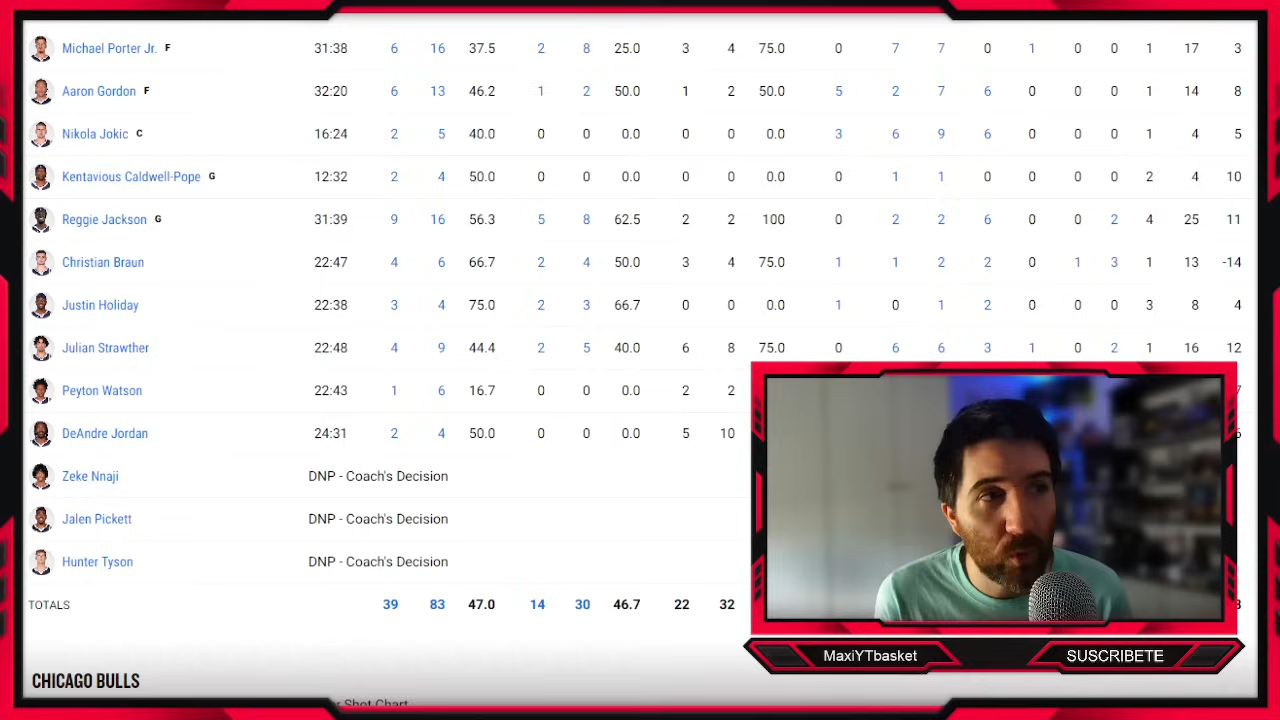 Michael Porter Jr. F 31:38 6 16 37.5 2 8 25.0 3 4 75.0 0 7 7 0 1 0 0 1 17 3
Aaron Gordon F 32:20 6 13 46.2 1 2 50.0 1 2 50.0 5 2 7 6 0 0 0 1 14 8
Nikola Jokic C 16:24 2 5 40.0 0 0 0.0 0 0 0.0 3 6 9 6 0 0 0 1 4 5
Kentavious Caldwell-Pope G 12:32 2 4 50.0 0 0 0.0 0 0 0.0 0 1 1 0 0 0 0 2 4 10
Reggie Jackson G 31:39 9 16 56.3 5 8 62.5 2 2 100 0 2 2 6 0 0 2 4 25 11
Christian Braun 22:47 4 6 66.7 2 4 50.0 3 4 75.0 1 1 2 2 0 1 3 1 13 -14
Justin Holiday 22:38 3 4 75.0 2 3 66.7 0 0 0.0 1 0 1 2 0 0 0 3 8 4
Julian Strawther 22:48 4 9 44.4 2 5 40.0 6 8 75.0 0 6 6 3 1 0 2 1 16 12
Peyton Watson 22:43 1 6 16.7 0 0 0.0 2 2
DeAndre Jordan 24:31 2 4 50.0 0 0 0.0 5 10
Zeke Nnaji DNP - Coach's Decision
Jalen Pickett DNP - Coach's Decision
Hunter Tyson DNP - Coach's Decision
TOTALS 39 83 47.0 14 30 46.7 22 32
MaxiYTbasket SUSCRIBETE
CHICAGO BULLS
Shot Chart